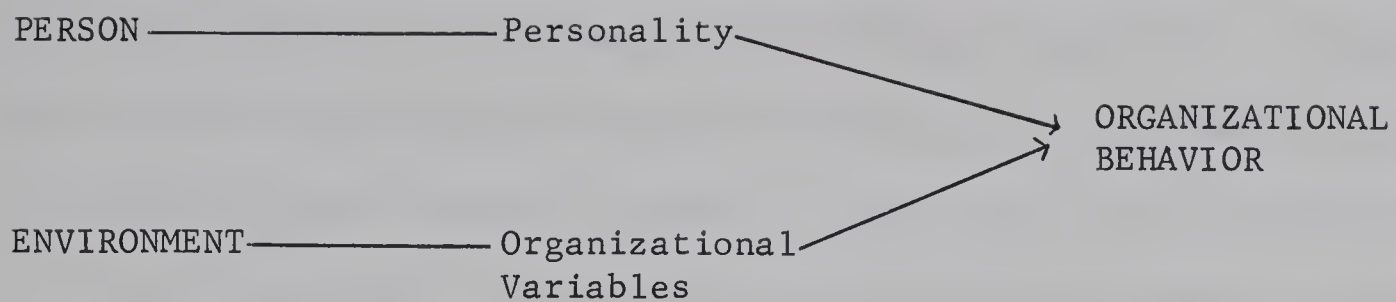 PERSON Personality
ORGANIZATIONAL
BEHAVIOR
ENVIRONMENT Organizational
Variables